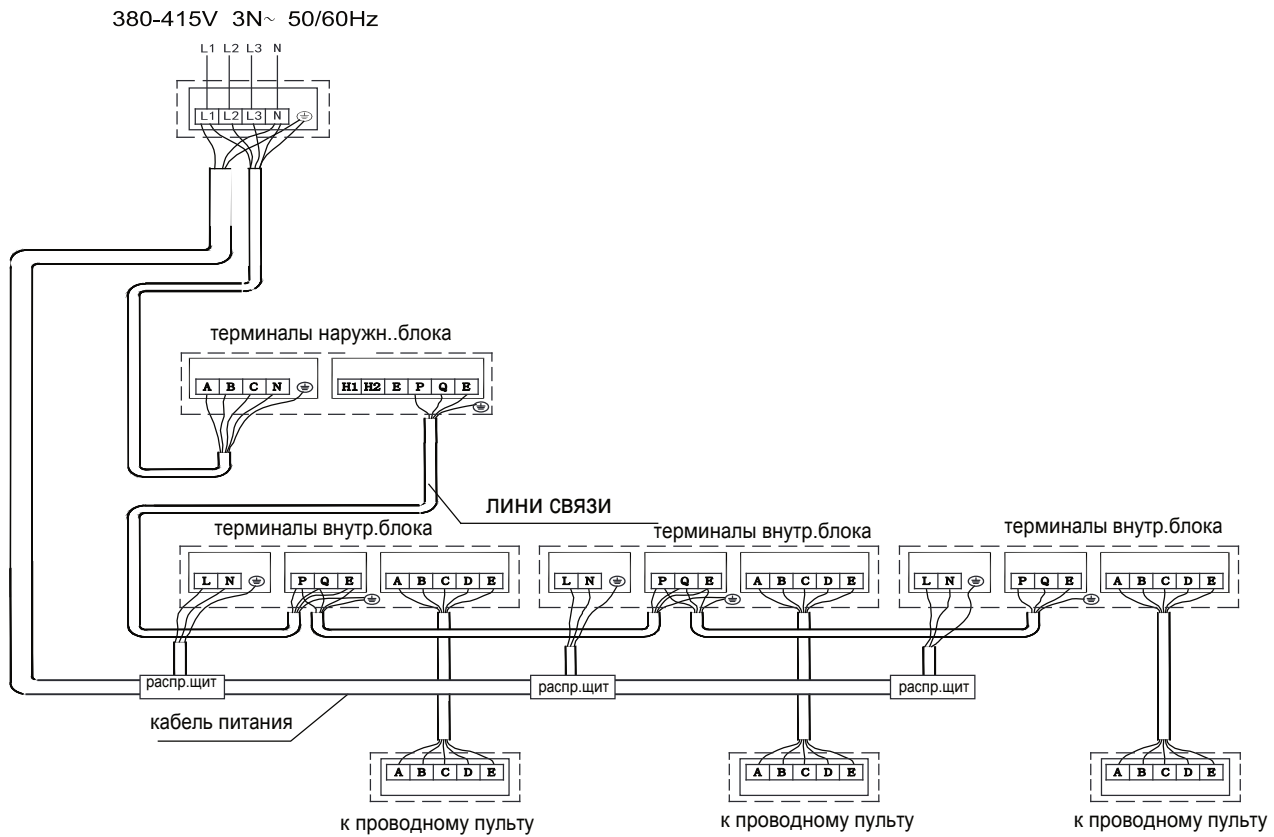 380-415V 3N~ 50/60Hz
L1 L2 L3 N
L1 L2 L3 N
терминалы наружн..блока
A B C N
H1 H2 E P Q E
лини связи
терминалы внутр.блока
терминалы внутр.блока
терминалы внутр.блока
L N
P Q E
A B C D E
L N
P Q E
A B C D E
L N
P Q E
A B C D E
распр.щит
распр.щит
распр.щит
кабель питания
A B C D E
A B C D E
A B C D E
к проводному пульту
к проводному пульту
к проводному пульту